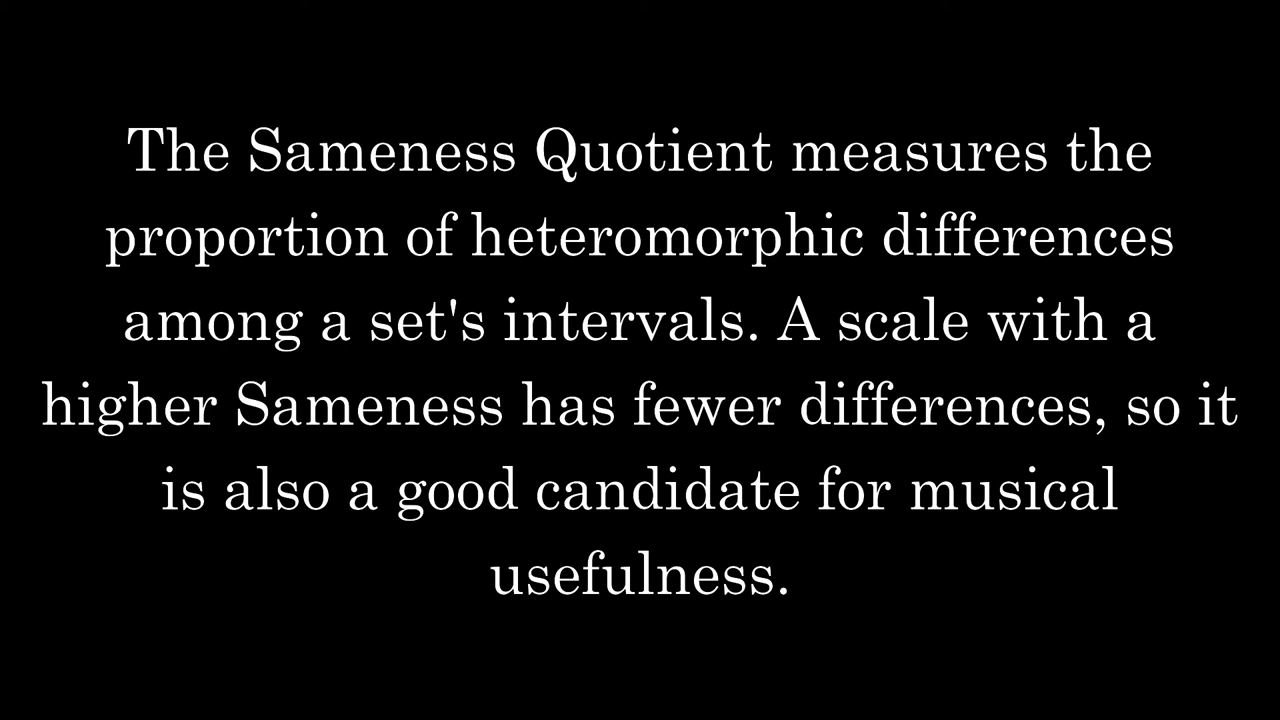 The Sameness Quotient measures the
proportion of heteromorphic differences
among a set's intervals. A scale with a
higher Sameness has fewer differences, so it
is also a good candidate for musical
usefulness.